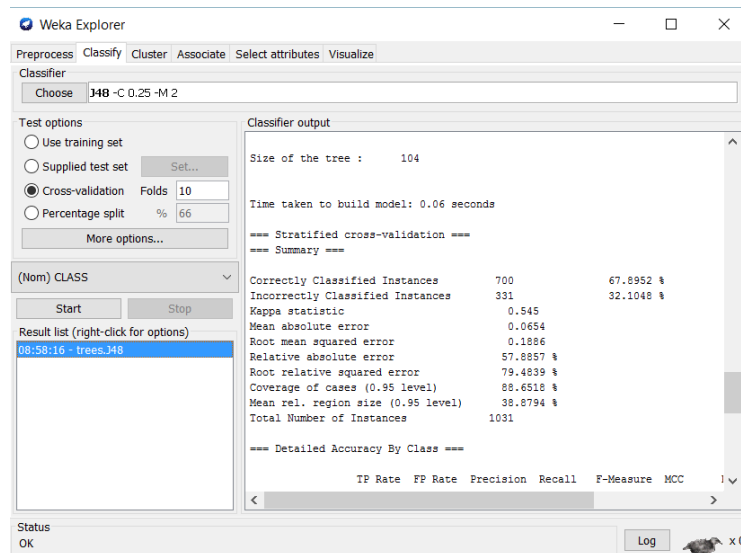 Weka Explorer
Preprocess Classify Cluster Associate Select attributes Visualize
Classifier
Choose J48 -C 0.25 -M 2
Test options
Use training set
Supplied test set Set...
Cross-validation Folds 10
Percentage split % 66
More options...
(Nom) CLASS
Start Stop
Result list (right-click for options)
08:58:16 - trees.J48
Classifier output
Size of the tree : 104
Time taken to build model: 0.06 seconds
=== Stratified cross-validation ===
=== Summary ===
Correctly Classified Instances 700 67.8952 %
Incorrectly Classified Instances 331 32.1048 %
Kappa statistic 0.545
Mean absolute error 0.0654
Root mean squared error 0.1886
Relative absolute error 57.8857 %
Root relative squared error 79.4839 %
Coverage of cases (0.95 level) 88.6518 %
Mean rel. region size (0.95 level) 38.8794 %
Total Number of Instances 1031
=== Detailed Accuracy By Class ===
TP Rate FP Rate Precision Recall F-Measure MCC
Status
OK
Log